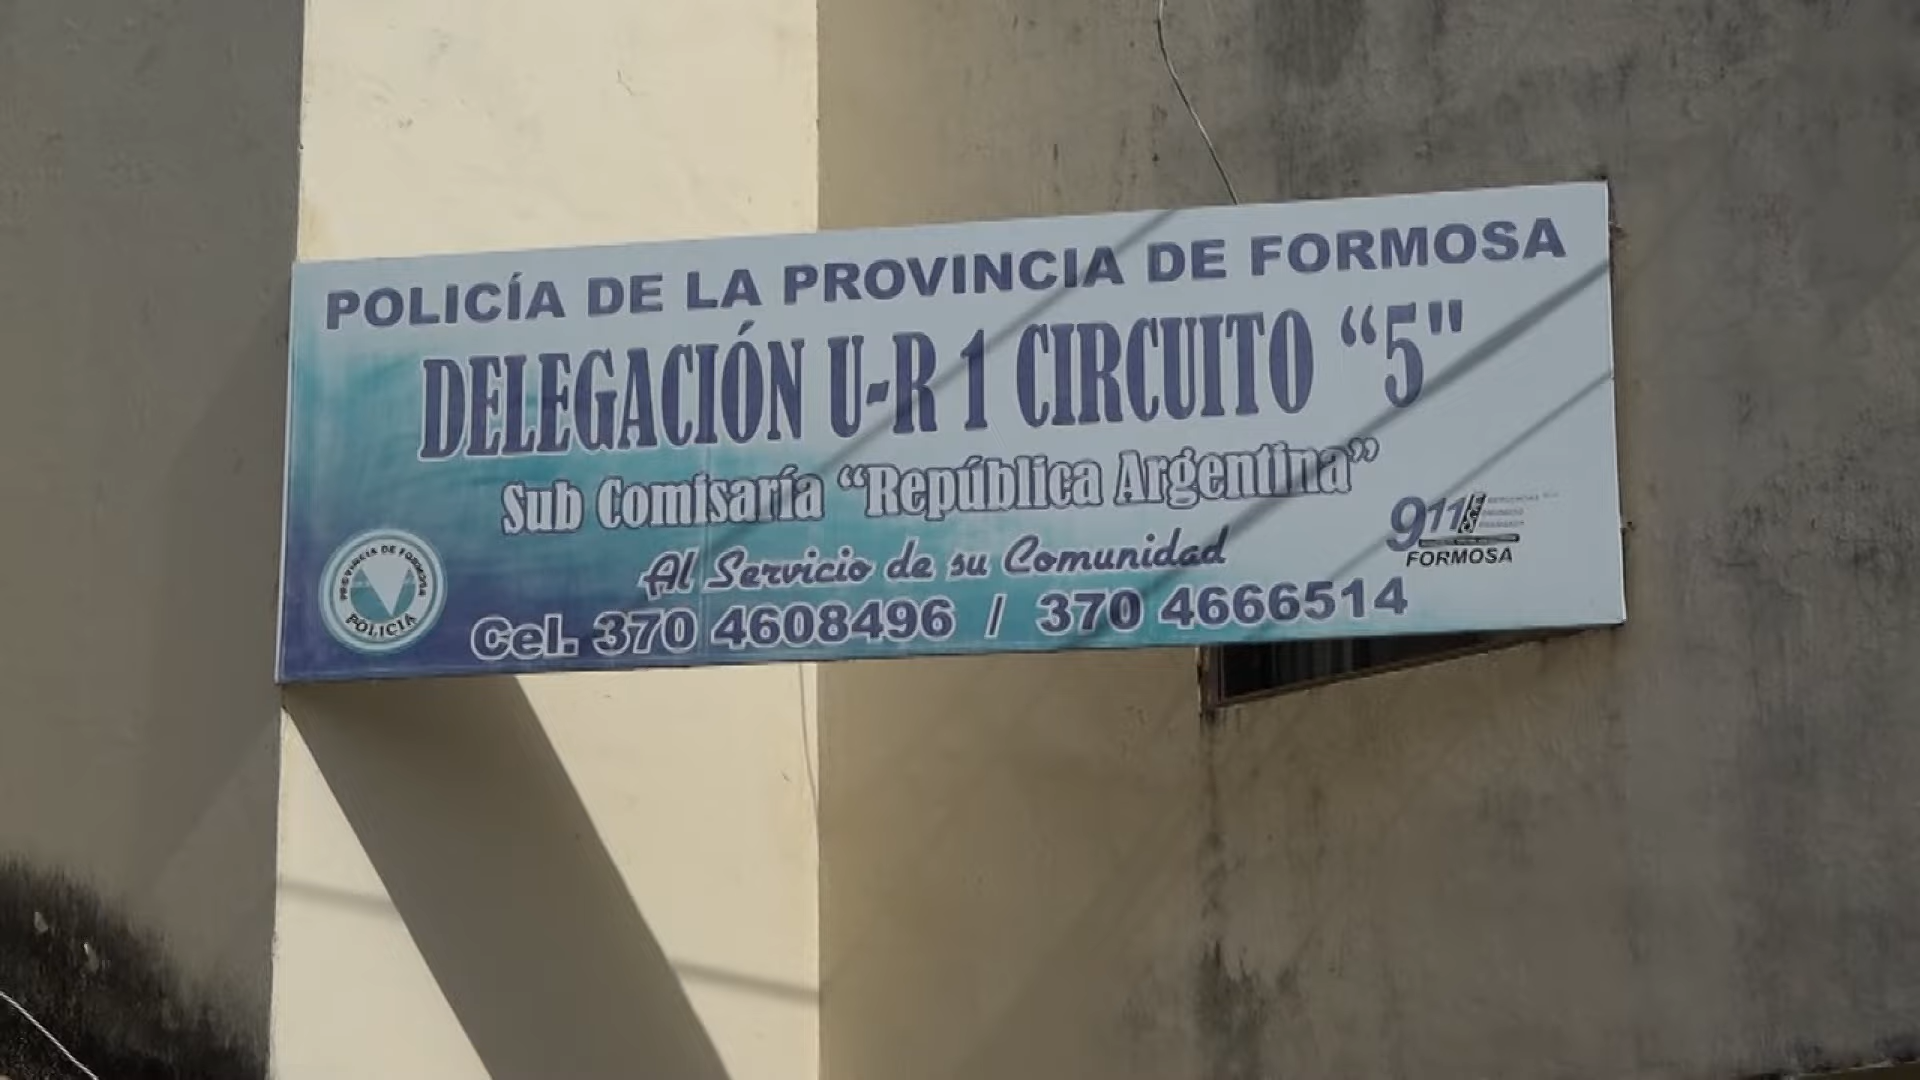 POLICÍA DE LA PROVINCIA DE FORMOSA
DELEGACIÓN U-R 1 CIRCUITO “5"
Sub Comisaría “República Argentina”
Al Servicio de su Comunidad
Cel. 370 4608496 / 370 4666514
PROVINCIA DE FORMOSA
POLICIA
911
FORMOSA